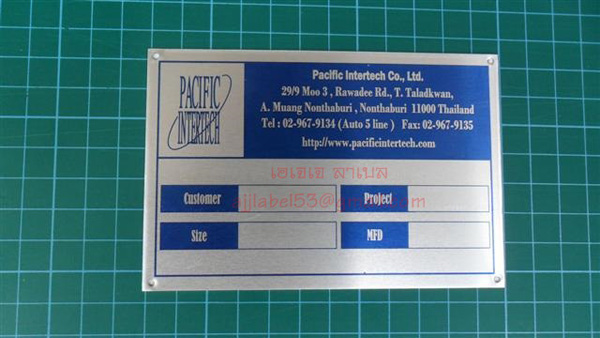 PACIFIC
INTERTECH
Pacific Intertech Co., Ltd.
29/9 Moo 3 , Rawadee Rd., T. Taladkwan,
A. Muang Nonthaburi , Nonthaburi 11000 Thailand
Tel : 02-967-9134 (Auto 5 line ) Fax: 02-967-9135
http://www.pacificintertech.com
เอเจเจ ลาเบล
ajjlabel53@gmail.com
Customer Project
Size MFD